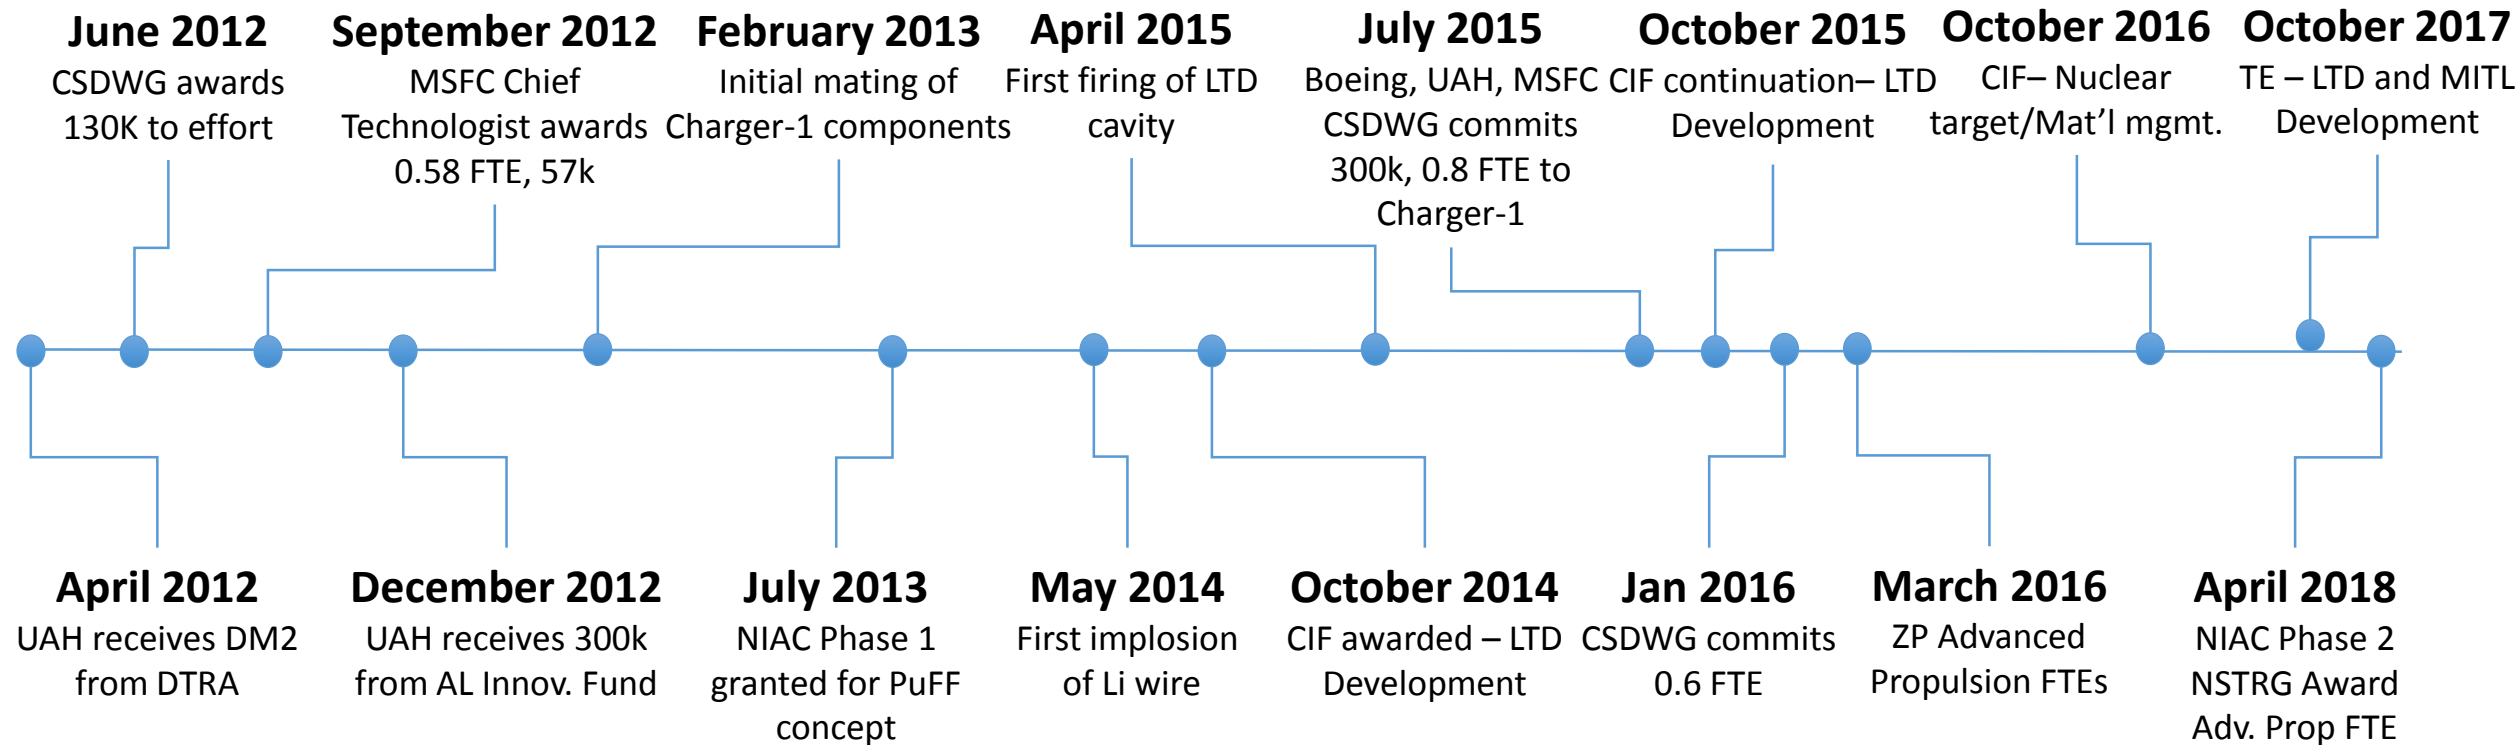 June 2012
CSDWG awards
130K to effort
September 2012
MSFC Chief
Technologist awards
0.58 FTE, 57k
February 2013
Initial mating of
Charger-1 components
April 2015
First firing of LTD
cavity
July 2015
Boeing, UAH, MSFC
CSDWG commits
300k, 0.8 FTE to
Charger-1
October 2015
CIF continuation– LTD
Development
October 2016
CIF– Nuclear
target/Mat'l mgmt.
October 2017
TE – LTD and MITL
Development
April 2012
UAH receives DM2
from DTRA
December 2012
UAH receives 300k
from AL Innov. Fund
July 2013
NIAC Phase 1
granted for PuFF
concept
May 2014
First implosion
of Li wire
October 2014
CIF awarded – LTD
Development
Jan 2016
CSDWG commits
0.6 FTE
March 2016
ZP Advanced
Propulsion FTEs
April 2018
NIAC Phase 2
NSTRG Award
Adv. Prop FTE